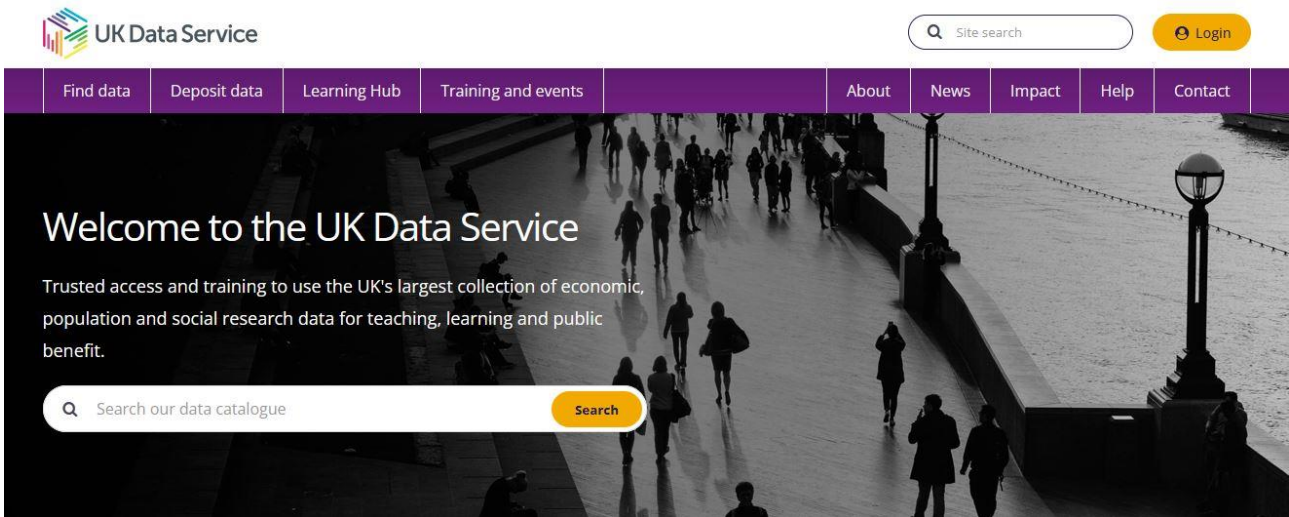 UK Data Service
Site search
Login
Find data
Deposit data
Learning Hub
Training and events
About
News
Impact
Help
Contact
Welcome to the UK Data Service
Trusted access and training to use the UK's largest collection of economic,
population and social research data for teaching, learning and public
benefit.
Search our data catalogue
Search